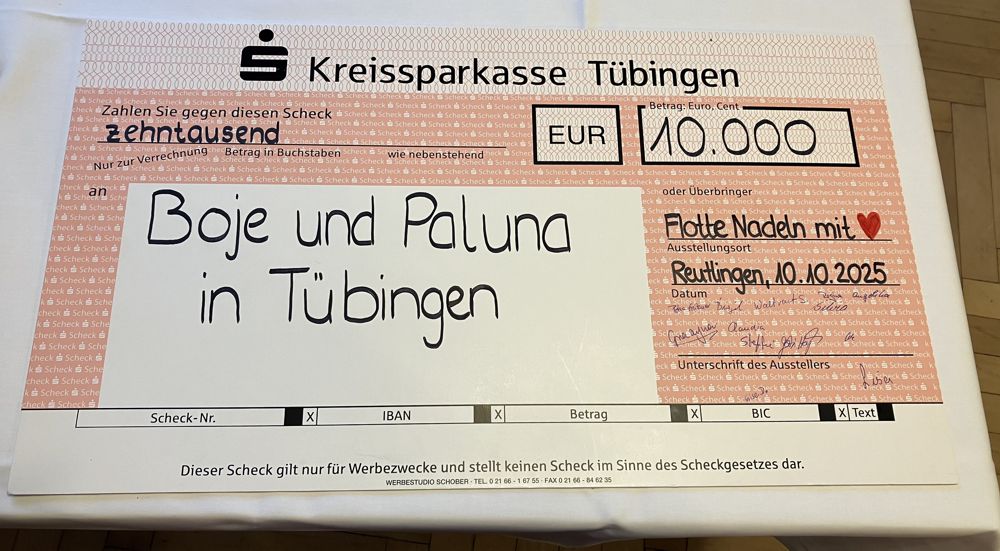 Kreissparkasse Tübingen
Zahlen Sie gegen diesen Scheck
zehntausend
Nur zur Verrechnung Betrag in Buchstaben wie nebenstehend
EUR
Betrag: Euro, Cent
10.000
an
Boje und Paluna
in Tübingen
oder Überbringer
Flotte Nadeln mit
Ausstellungsort
Reutlingen, 10.10.2025
Datum
Unterschrift des Ausstellers
Scheck-Nr. X IBAN X Betrag X BIC X Text
Dieser Scheck gilt nur für Werbezwecke und stellt keinen Scheck im Sinne des Scheckgesetzes dar.
WERBESTUDIO SCHOBER · TEL. 0 21 66 - 1 67 55 · FAX 0 21 66 - 84 62 35